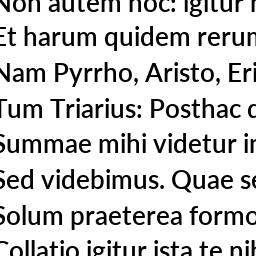 Non autem hoc: igitur
Et harum quidem rerum
Nam Pyrrho, Aristo, Eri
Tum Triarius: Posthac
Summae mihi videtur
Sed videbimus. Quae se
Solum praeterea formo
Collatio igitur ista te nih